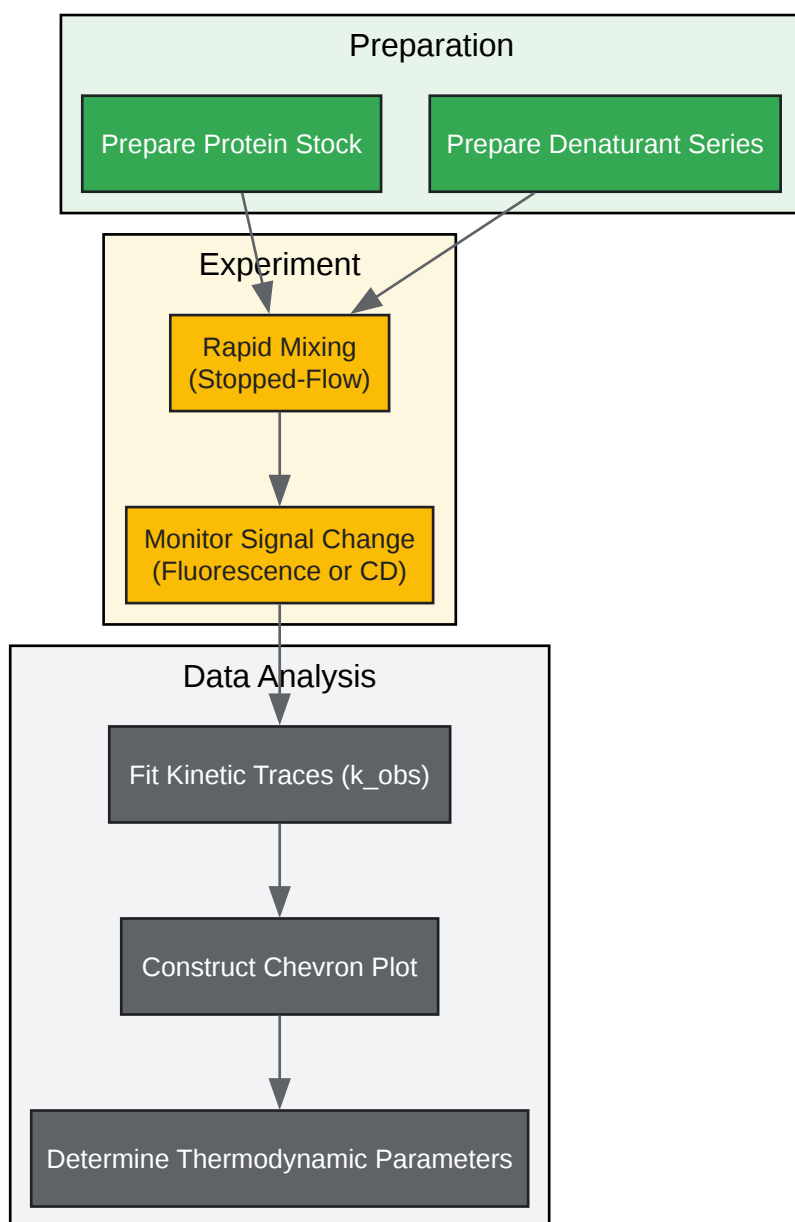 Preparation
Prepare Protein Stock
Prepare Denaturant Series
Experiment
Rapid Mixing
(Stopped-Flow)
Monitor Signal Change
(Fluorescence or CD)
Data Analysis
Fit Kinetic Traces (k_obs)
Construct Chevron Plot
Determine Thermodynamic Parameters